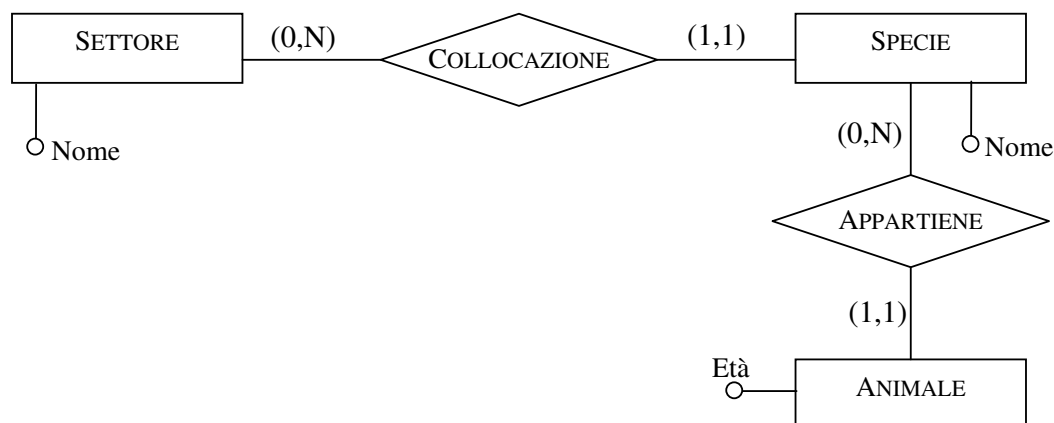 SETTORE
(0,N)
COLLOCAZIONE
(1,1)
SPECIE
Nome
(0,N)
Nome
APPARTIENE
(1,1)
Età
ANIMALE